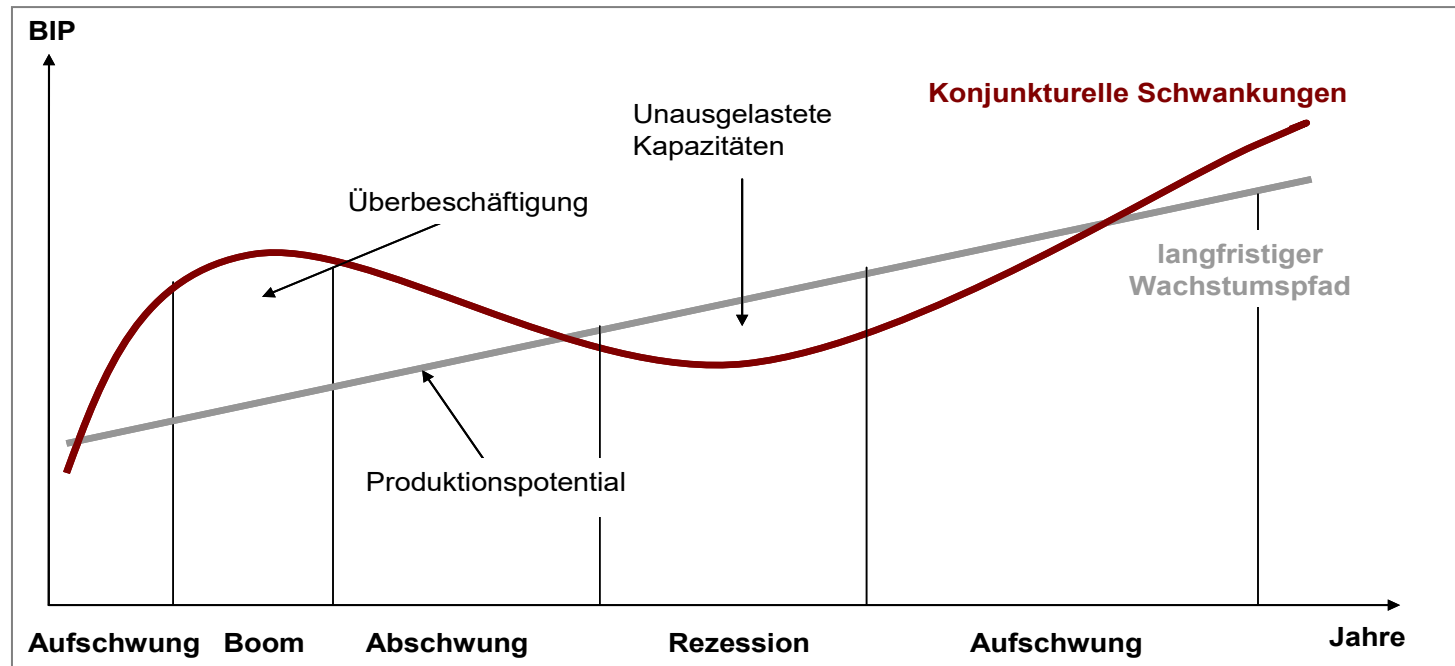 BIP
Konjunkturelle Schwankungen
Unausgelastete
Kapazitäten
Überbeschäftigung
langfristiger
Wachstumspfad
Produktionspotential
Aufschwung
Boom
Abschwung
Rezession
Aufschwung
Jahre